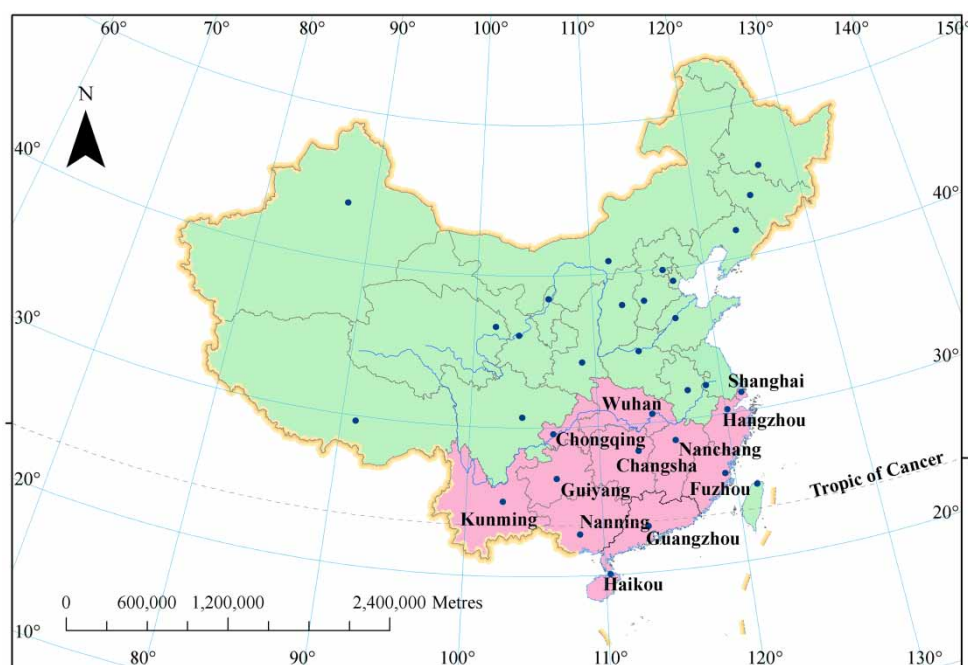 60° 70° 80° 90° 100° 110° 120° 130° 140° 150°
N
40°
40°
30°
30°
Shanghai
Wuhan
Hangzhou
Chongqing
Nanchang
Changsha
Guiyang
Fuzhou
Tropic of Cancer
20°
20°
Kunming
Nanning
Guangzhou
Haikou
0 600,000 1,200,000 2,400,000 Metres
10°
80° 90° 100° 110° 120° 130°